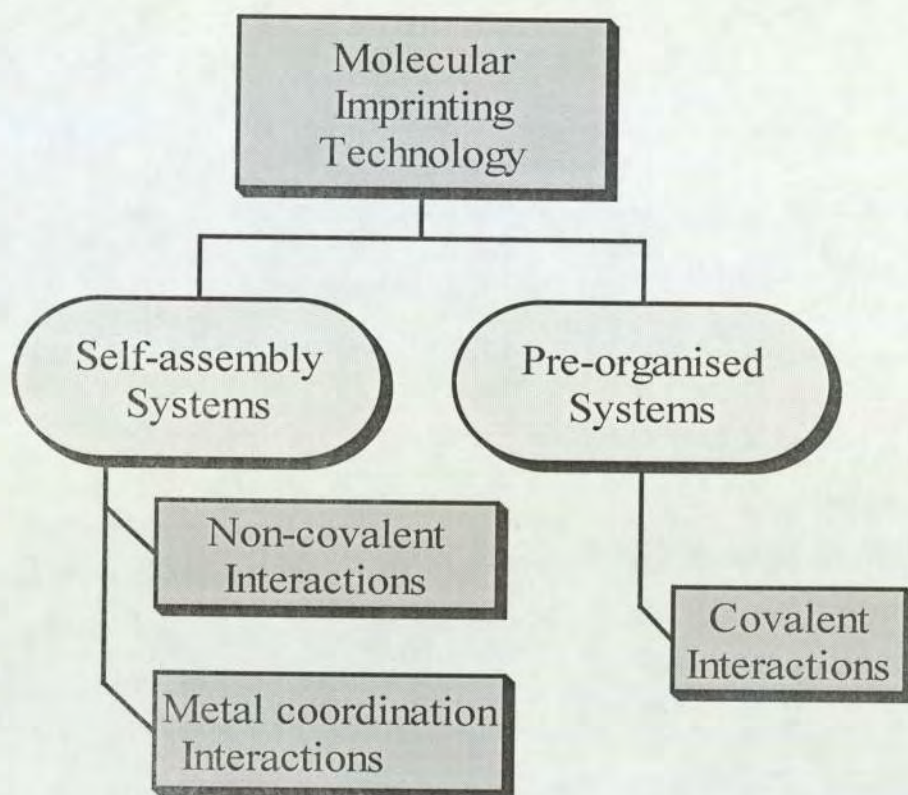 Molecular
Imprinting
Technology
Self-assembly
Systems
Pre-organised
Systems
Non-covalent
Interactions
Covalent
Interactions
Metal coordination
Interactions